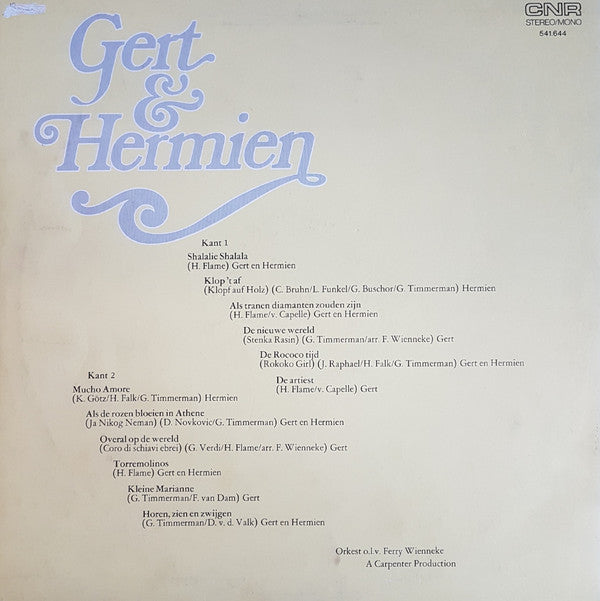 CNR
STEREO/MONO
541.644
Gert
&
Hermien
Kant 1
Shalalie Shalala
(H. Flame) Gert en Hermien
Klop 't af
(Klopf auf Holz) (C. Bruhn/L. Funkel/G. Buschor/G. Timmerman) Hermien
Als tranen diamanten zouden zijn
(H. Flame/v. Capelle) Gert en Hermien
De nieuwe wereld
(Stenka Rasin) (G. Timmerman/arr. F. Wienneke) Gert
De Rococo tijd
(Rokoko Girl) (J. Raphael/H. Falk/G. Timmerman) Gert en Hermien
De artiest
(H. Flame/v. Capelle) Gert
Kant 2
Mucho Amore
(K. Götz/H. Falk/G. Timmerman) Hermien
Als de rozen bloeien in Athene
(Ja Nikog Neman) (D. Novkovic/G. Timmerman) Gert en Hermien
Overal op de wereld
(Coro di schiavi ebrei) (G. Verdi/H. Flame/arr. F. Wienneke) Gert
Torremolinos
(H. Flame) Gert en Hermien
Kleine Marianne
(G. Timmerman/F. van Dam) Gert
Horen, zien en zwijgen
(G. Timmerman/D. v. d. Valk) Gert en Hermien
Orkest o.l.v. Ferry Wienneke
A Carpenter Production